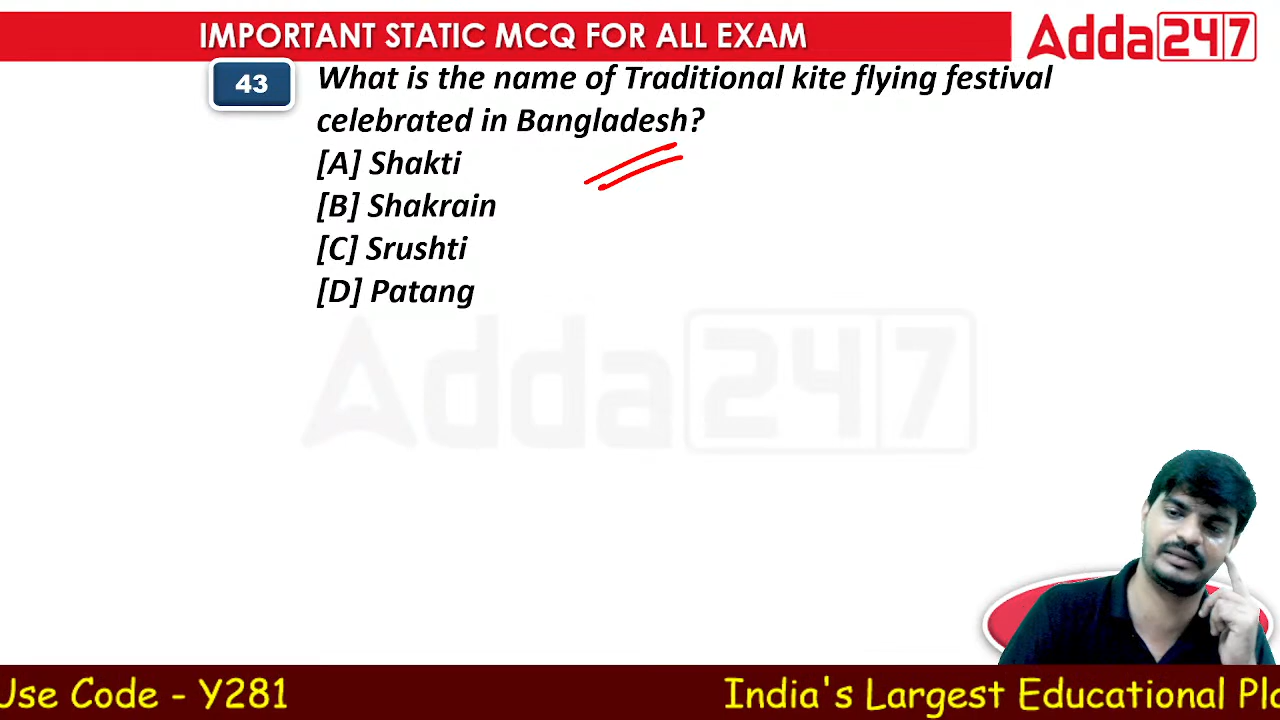 IMPORTANT STATIC MCQ FOR ALL EXAM
Adda247
43
What is the name of Traditional kite flying festival
celebrated in Bangladesh?
[A] Shakti
[B] Shakrain
[C] Srushti
[D] Patang
Adda247
Use Code - Y281
India's Largest Educational